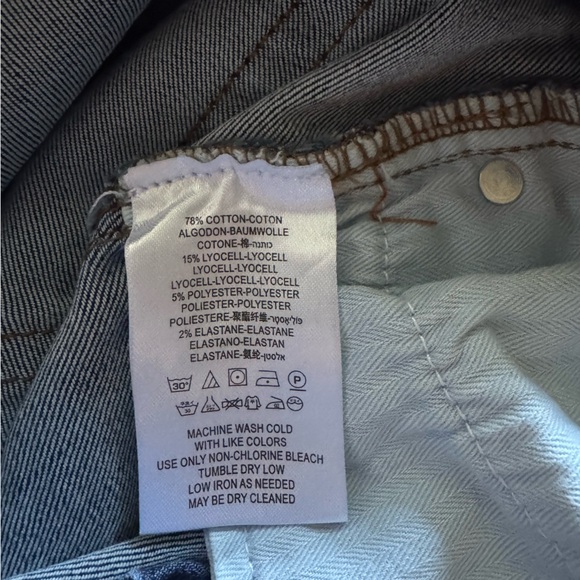 78% COTTON-COTON
ALGODON-BAUMWOLLE
COTONE-棉-כותנה
15% LYOCELL-LYOCELL
LYOCELL-LYOCELL
LYOCELL-LYOCELL-LYOCELL
5% POLYESTER-POLYESTER
POLIESTER-POLYESTER
POLIESTERE-聚酯纤维-פוליאסטר
2% ELASTANE-ELASTANE
ELASTANO-ELASTAN
ELASTANE-氨纶-אלסטן
30° P
30
MACHINE WASH COLD
WITH LIKE COLORS
USE ONLY NON-CHLORINE BLEACH
TUMBLE DRY LOW
LOW IRON AS NEEDED
MAY BE DRY CLEANED